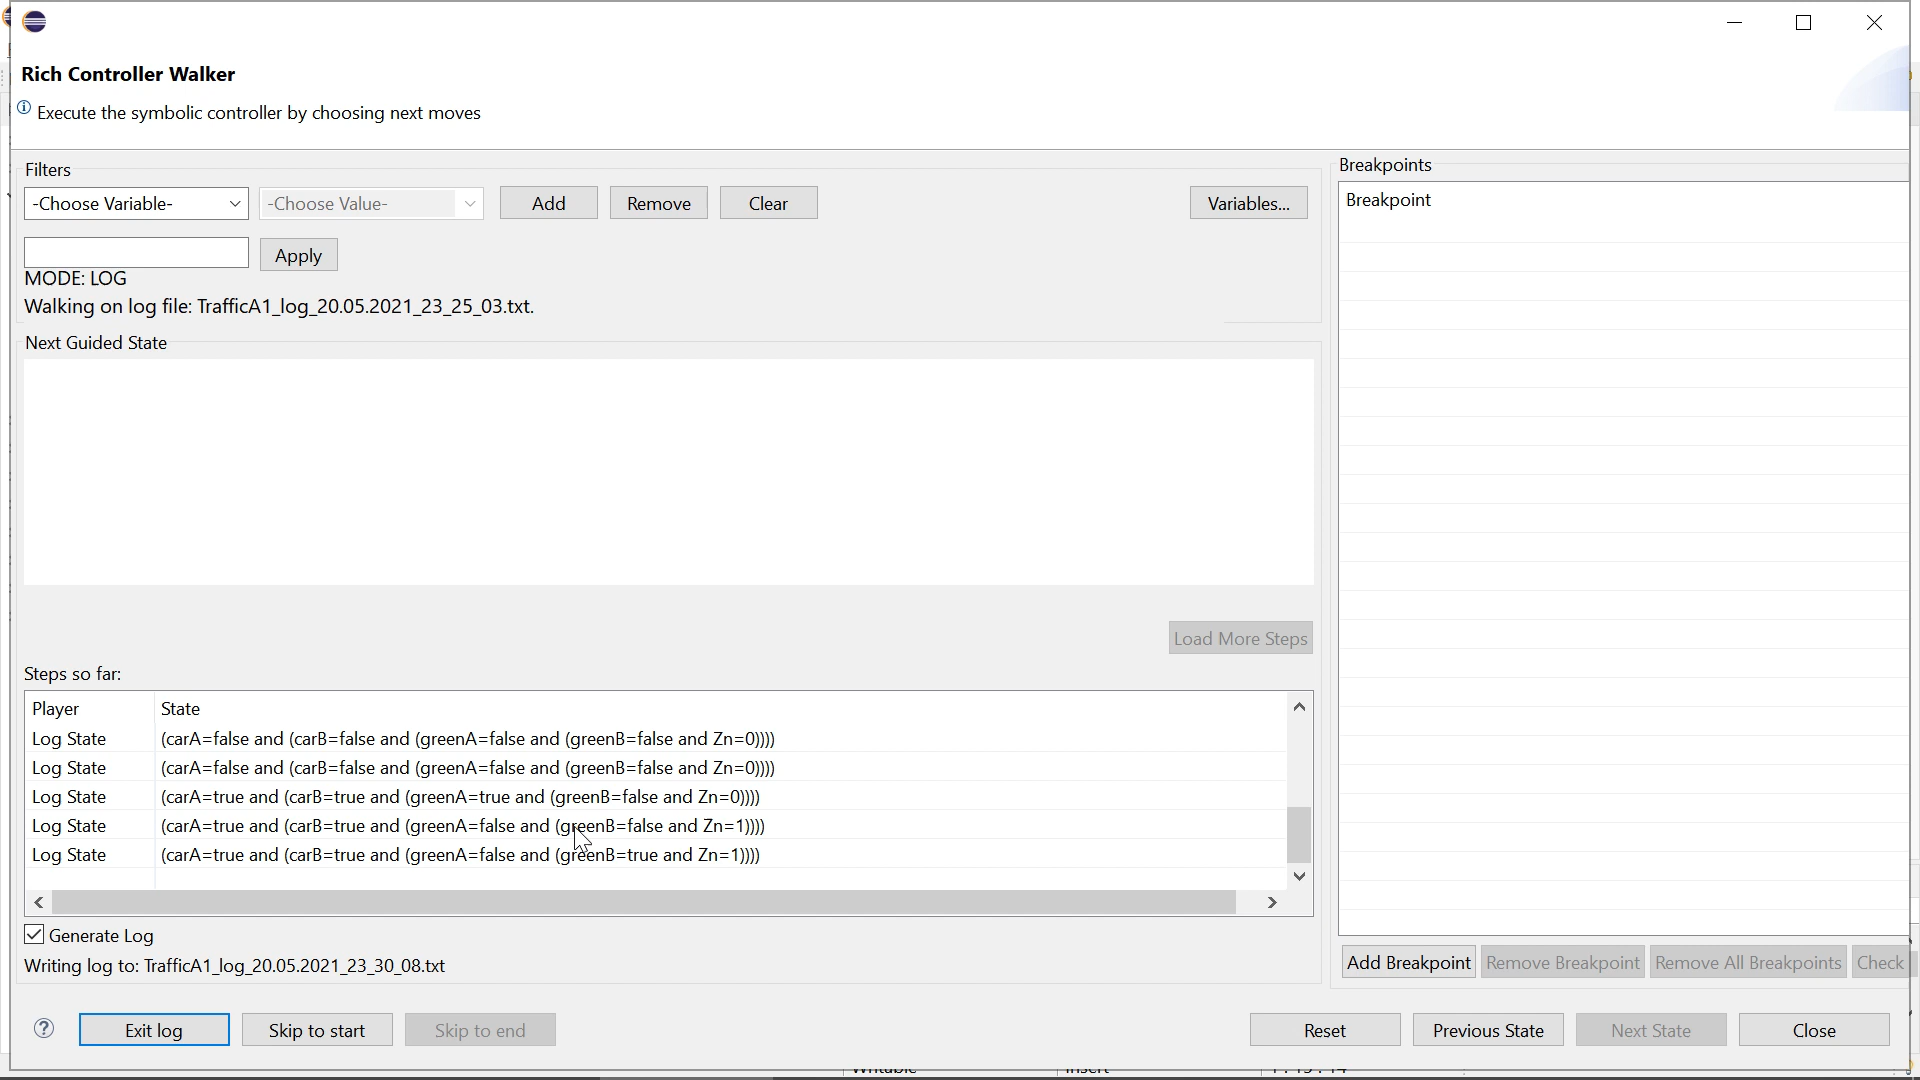 Rich Controller Walker
Execute the symbolic controller by choosing next moves
Filters
-Choose Variable- -Choose Value- Add Remove Clear Variables...
Apply
MODE: LOG
Walking on log file: TrafficA1_log_20.05.2021_23_25_03.txt.
Next Guided State
Load More Steps
Steps so far:
Player State
Log State (carA=false and (carB=false and (greenA=false and (greenB=false and Zn=0))))
Log State (carA=false and (carB=false and (greenA=false and (greenB=false and Zn=0))))
Log State (carA=true and (carB=true and (greenA=true and (greenB=false and Zn=0))))
Log State (carA=true and (carB=true and (greenA=false and (greenB=false and Zn=1))))
Log State (carA=true and (carB=true and (greenA=false and (greenB=true and Zn=1))))
Generate Log
Writing log to: TrafficA1_log_20.05.2021_23_30_08.txt
Breakpoints
Breakpoint
Add Breakpoint Remove Breakpoint Remove All Breakpoints Check
? Exit log Skip to start Skip to end Reset Previous State Next State Close